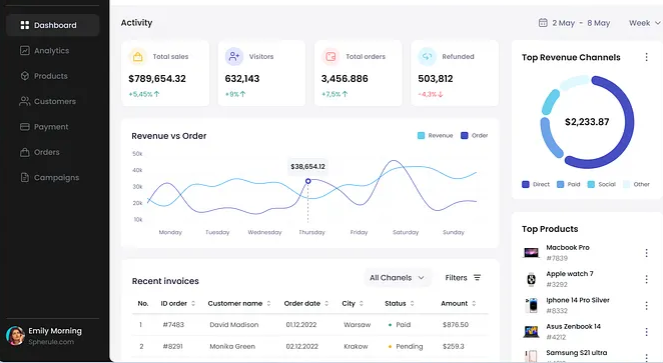 Dashboard
Analytics
Products
Customers
Payment
Orders
Campaigns
Emily Morning
Spherule.com
Activity
2 May - 8 May
Week
Total sales
$789,654.32
+5,45%↑
Visitors
632,143
+9%↑
Total orders
3,456.886
+7,5%↑
Refunded
503,812
-4,3%↓
Revenue vs Order
Revenue
Order
50k
40k
30k
20k
10k
$38,654.12
Monday Tuesday Wednesday Thursday Friday Saturday Sunday
Recent invoices
All Chanels
Filters
No. ID order Customer name Order date City Status Amount
1 #7483 David Madison 01.12.2022 Warsaw Paid $876.50
2 #8291 Monika Green 02.12.2022 Krakow Pending $259.3
Top Revenue Channels
$2,233.87
Direct Paid Social Other
Top Products
Macbook Pro
#7829
Apple watch 7
#3292
Iphone 14 Pro Silver
#8332
Asus Zenbook 14
#4212
Samsung S21 ultra